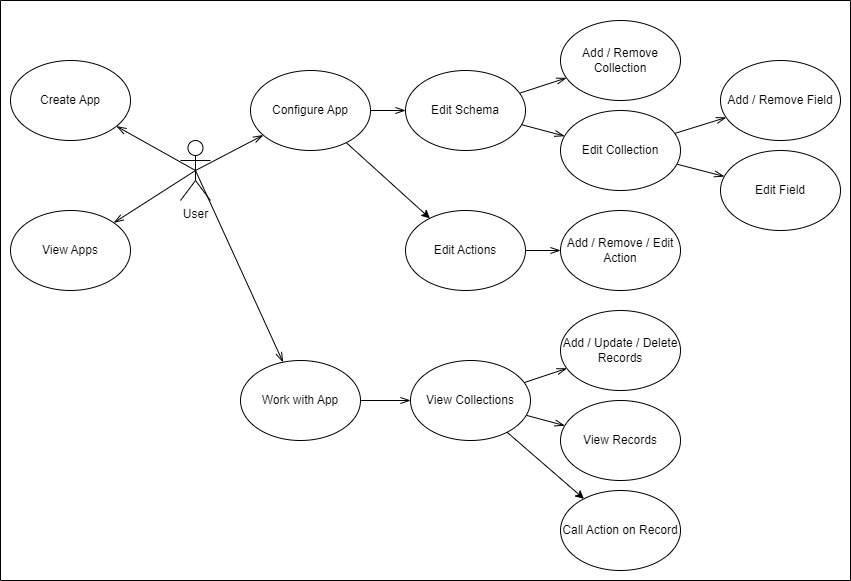 Create App
View Apps
User
Configure App
Edit Schema
Add / Remove
Collection
Edit Collection
Add / Remove Field
Edit Field
Edit Actions
Add / Remove / Edit
Action
Work with App
View Collections
Add / Update / Delete
Records
View Records
Call Action on Record